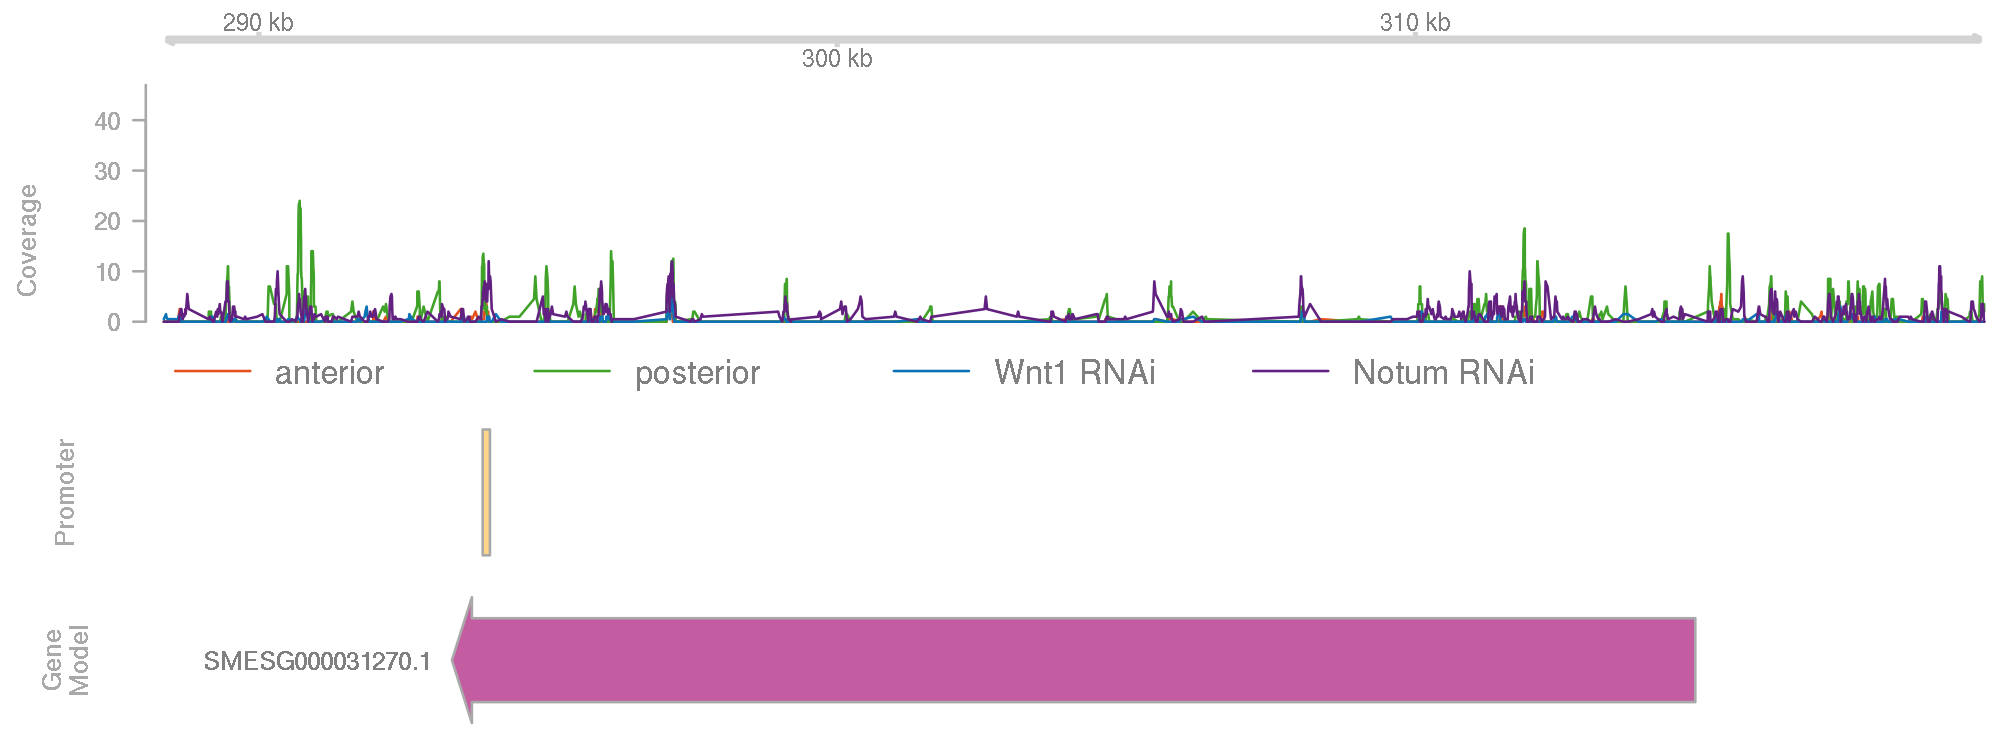 290 kb
310 kb
300 kb
Coverage
40
30
20
10
0
anterior
posterior
Wnt1 RNAi
Notum RNAi
Promoter
Gene
Model
SMESG000031270.1